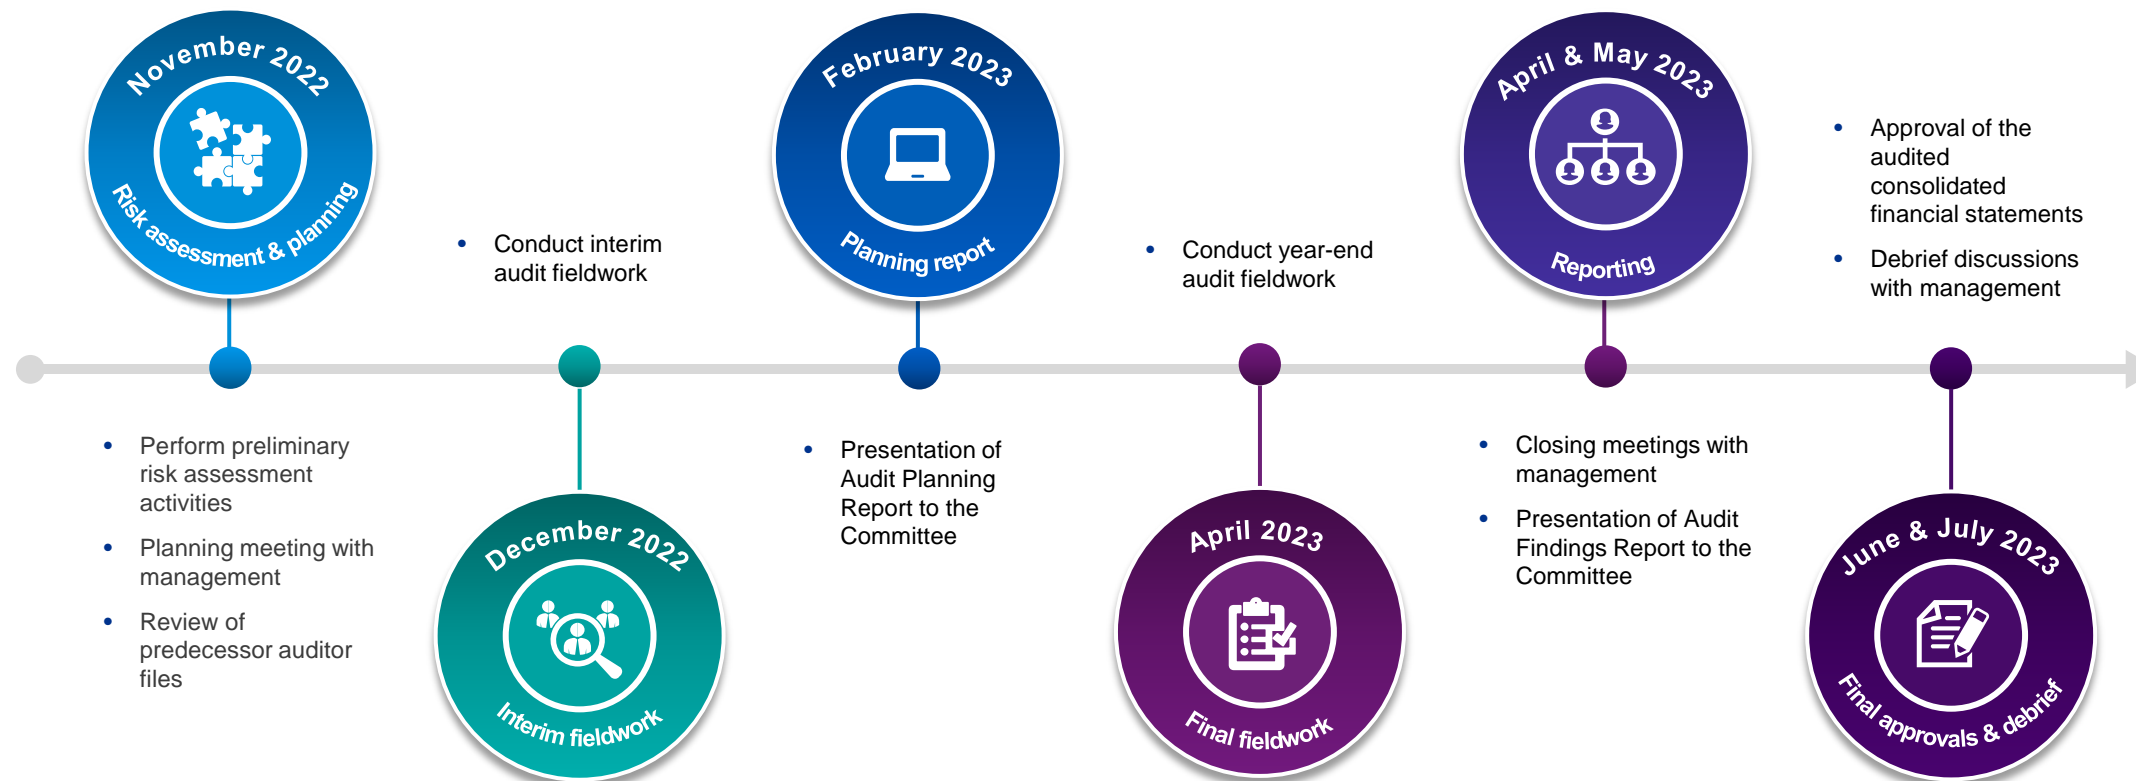 November 2022
Risk assessment & planning
• Perform preliminary
risk assessment
activities
• Planning meeting with
management
• Review of
predecessor auditor
files
• Conduct interim
audit fieldwork
December 2022
Interim fieldwork
February 2023
Planning report
• Presentation of
Audit Planning
Report to the
Committee
• Conduct year-end
audit fieldwork
April 2023
Final fieldwork
April & May 2023
Reporting
• Closing meetings with
management
• Presentation of Audit
Findings Report to the
Committee
• Approval of the
audited
consolidated
financial statements
• Debrief discussions
with management
June & July 2023
Final approvals & debrief